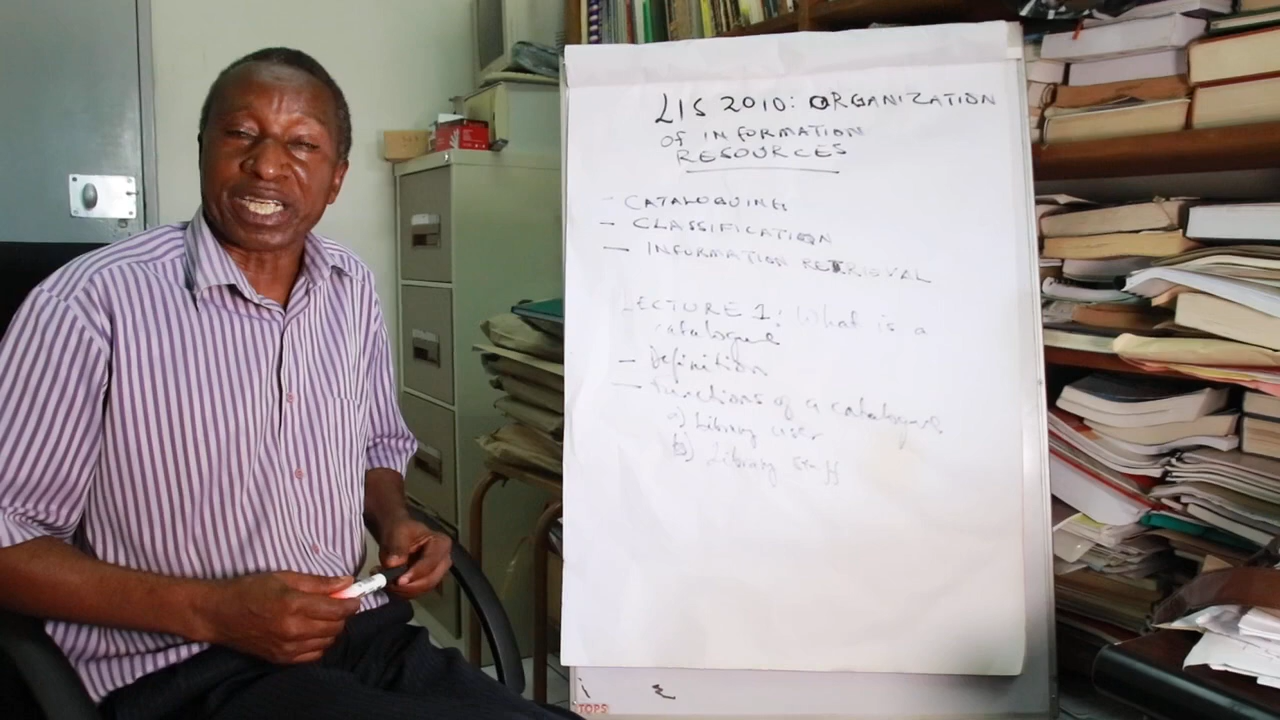 LIS 2010: ORGANIZATION
OF INFORMATION
RESOURCES
- CATALOGUING
- CLASSIFICATION
- INFORMATION RETRIEVAL
LECTURE 1: What is a
catalogue
- Definition
- Functions of a catalogue
a) Library user
b) Library staff
TOPS